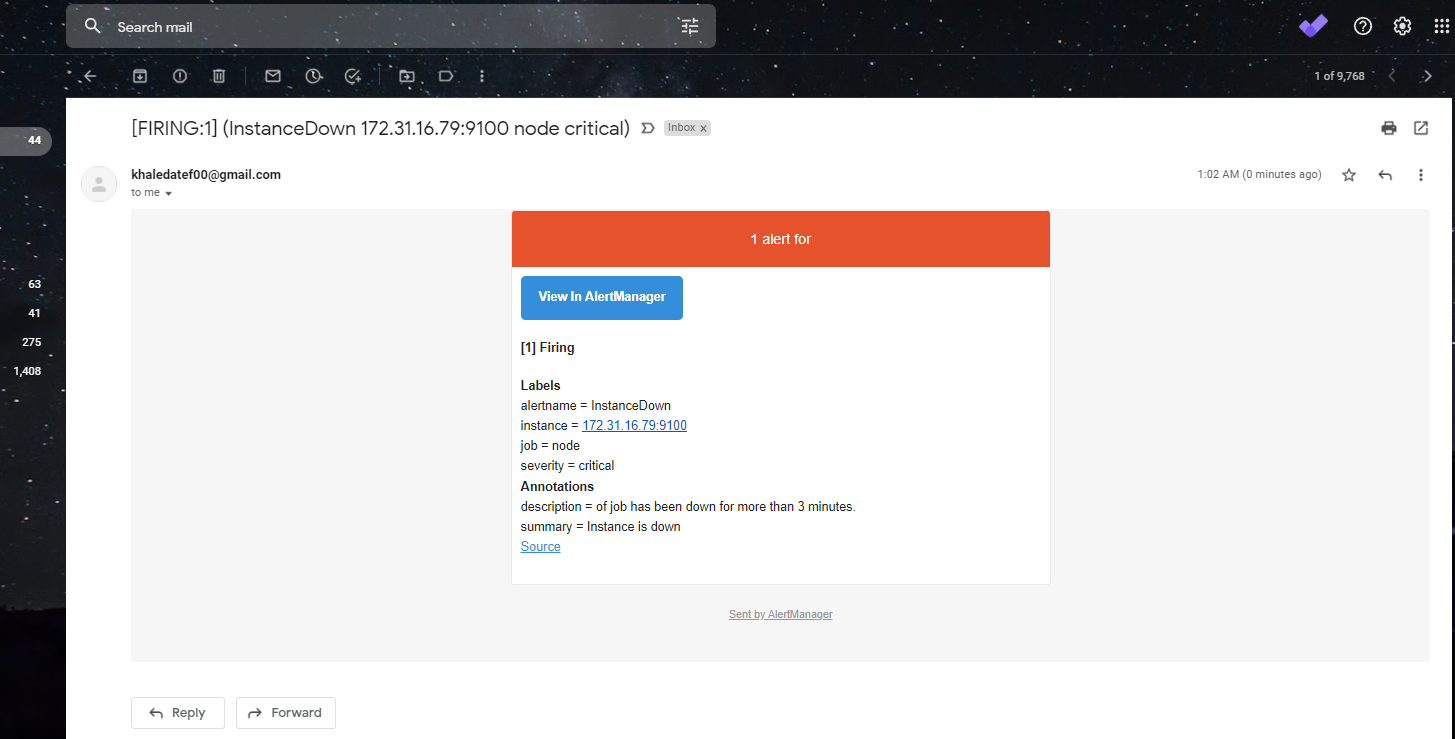 Search mail
1 of 9,768
[FIRING:1] (InstanceDown 172.31.16.79:9100 node critical) Inbox x
44
khaledatef00@gmail.com
1:02 AM (0 minutes ago)
to me
1 alert for
View In AlertManager
63
41
275
1,408
[1] Firing
Labels
alertname = InstanceDown
instance = 172.31.16.79:9100
job = node
severity = critical
Annotations
description = of job has been down for more than 3 minutes.
summary = Instance is down
Source
Sent by AlertManager
Reply
Forward